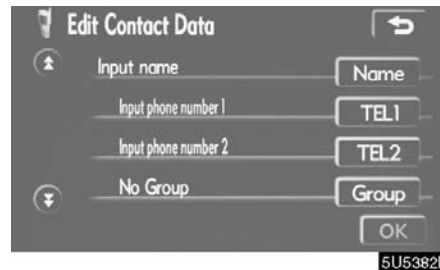 Edit Contact Data
Input name Name
Input phone number 1 TEL1
Input phone number 2 TEL2
No Group Group
OK
5U5382